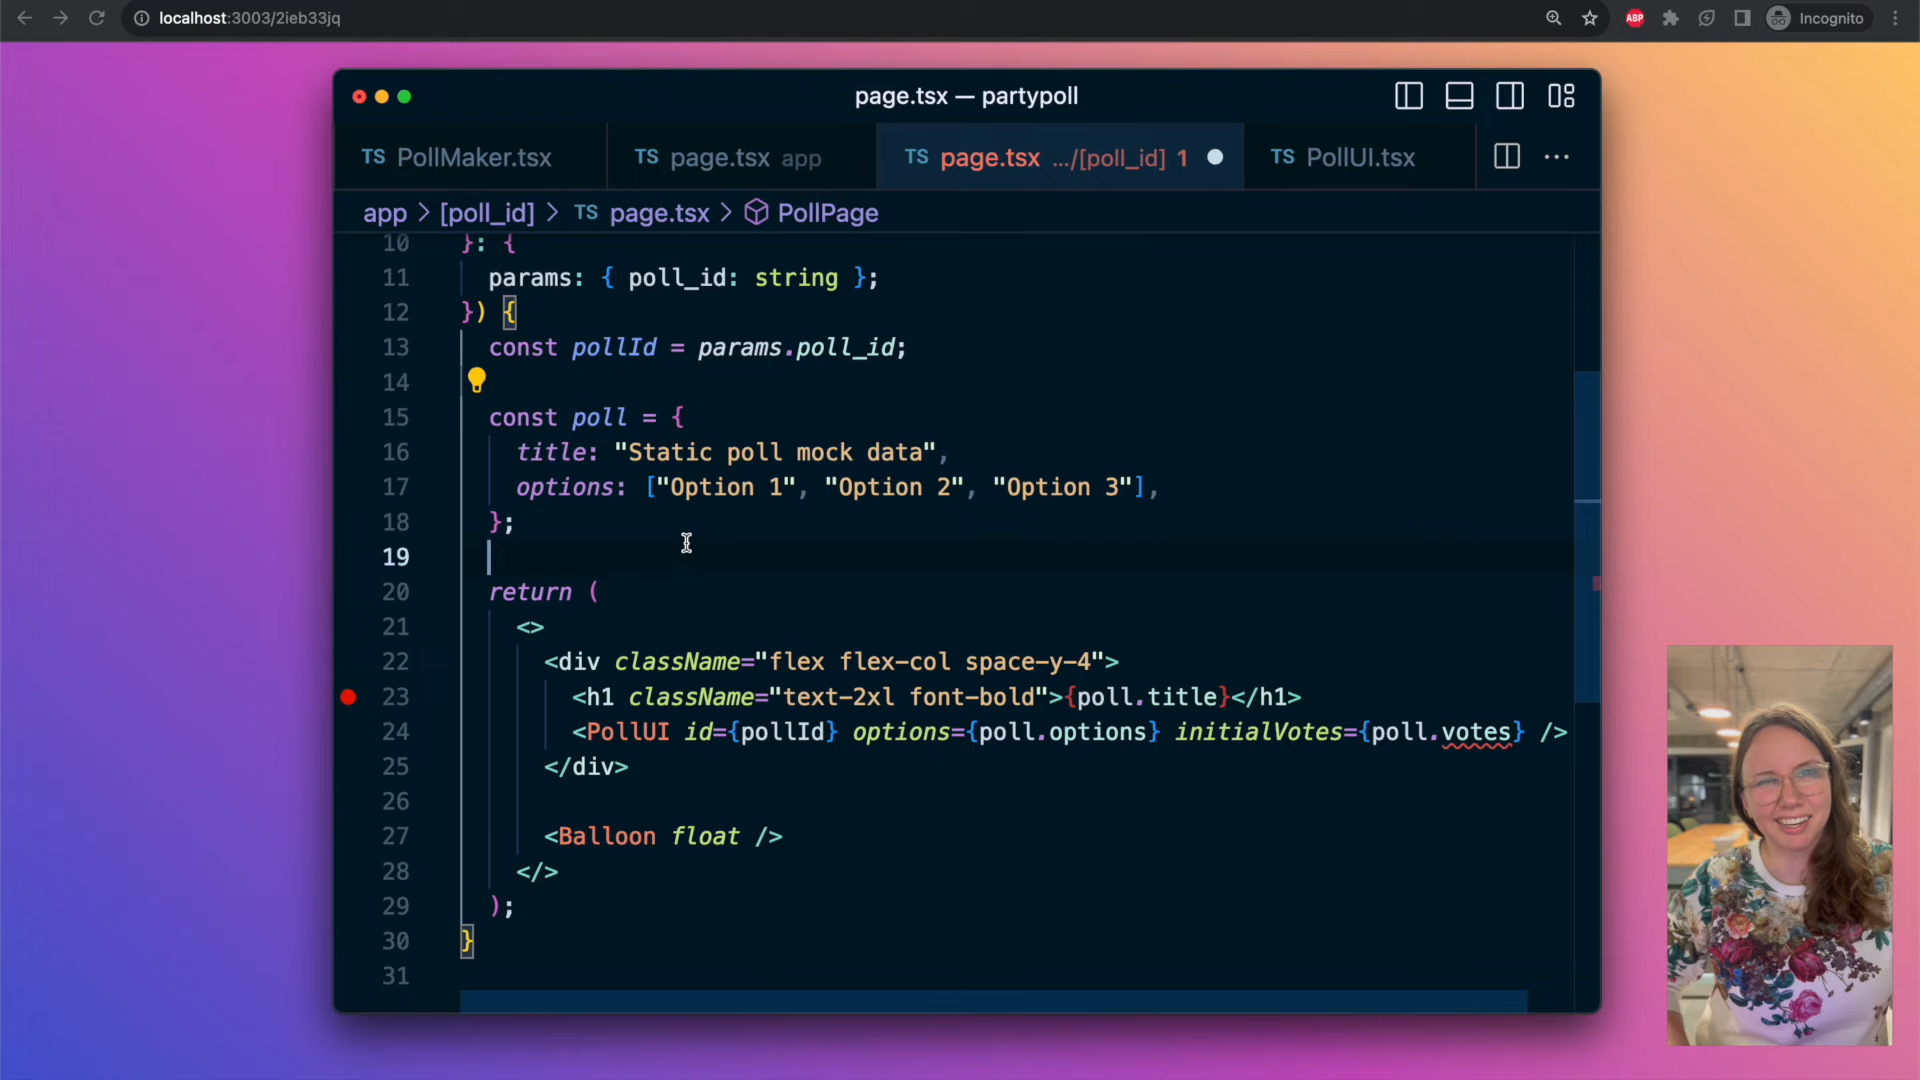 localhost:3003/2ieb33jq
ABP
Incognito
page.tsx — partypoll
TS PollMaker.tsx
TS page.tsx app
TS page.tsx …/[poll_id] 1
TS PollUI.tsx
app > [poll_id] > TS page.tsx > PollPage
10 }: {
11 params: { poll_id: string };
12 }) {
13 const pollId = params.poll_id;
14
15 const poll = {
16 title: "Static poll mock data",
17 options: ["Option 1", "Option 2", "Option 3"],
18 };
19
20 return (
21 <>
22 <div className="flex flex-col space-y-4">
23 <h1 className="text-2xl font-bold">{poll.title}</h1>
24 <PollUI id={pollId} options={poll.options} initialVotes={poll.votes} />
25 </div>
26
27 <Balloon float />
28 </>
29 );
30 }
31